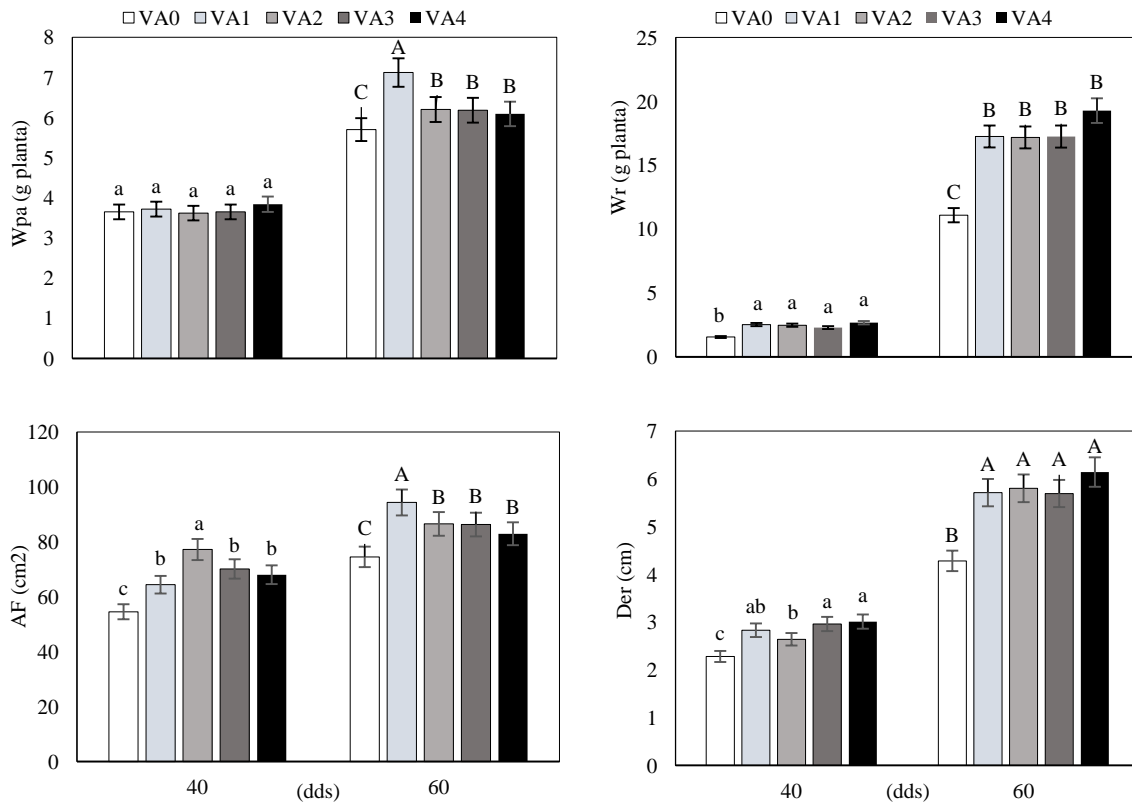 VA0 VA1 VA2 VA3 VA4
Wpa (g planta)
8
7
6
5
4
3
2
1
0
a a a a a
C A B B B
VA0 VA1 VA2 VA3 VA4
Wr (g planta)
25
20
15
10
5
0
b a a a a
C B B B B
AF (cm2)
120
100
80
60
40
20
0
c b a b b
C A B B B
40 (dds) 60
Der (cm)
7
6
5
4
3
2
1
0
c ab b a a
B A A A A
40 (dds) 60